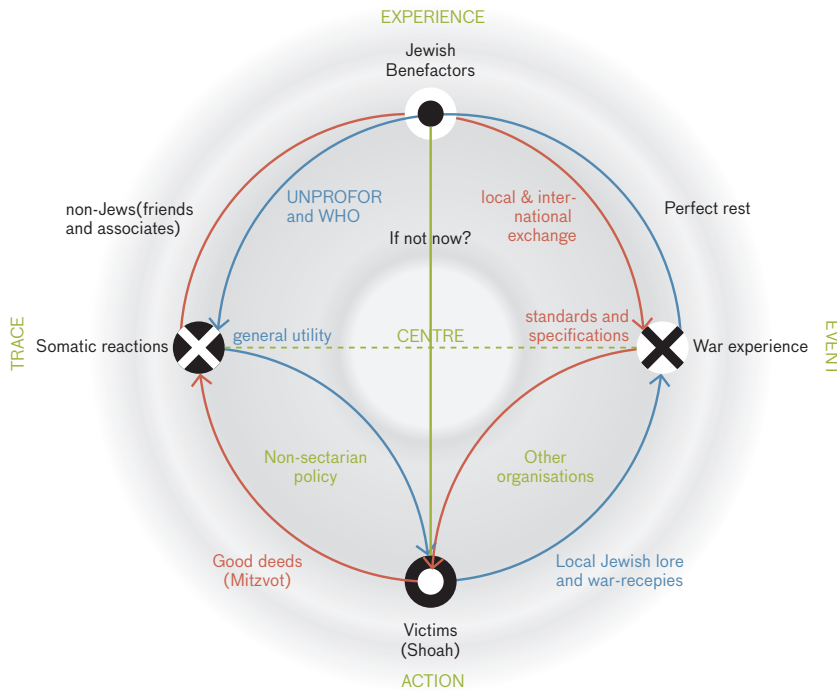 EXPERIENCE
Jewish
Benefactors
non-Jews(friends
and associates)
UNPROFOR
and WHO
local & inter-
national
exchange
Perfect rest
If not now?
TRACE
Somatic reactions
general utility
CENTRE
standards and
specifications
War experience
EVENT
Non-sectarian
policy
Other
organisations
Good deeds
(Mitzvot)
Local Jewish lore
and war-recepies
Victims
(Shoah)
ACTION